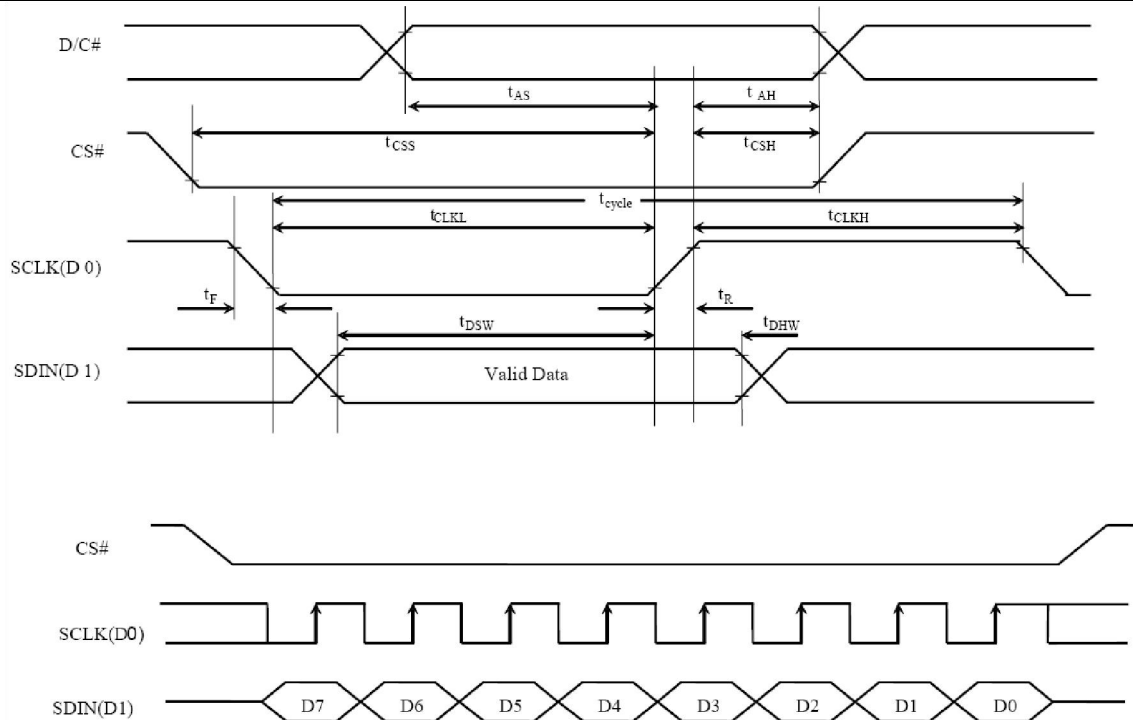 D/C#
tAS
t AH
CS#
tCSS
tCSH
tcycle
tCLKL
tCLKH
SCLK(D 0)
tF
tR
tDSW
tDHW
SDIN(D 1)
Valid Data
CS#
SCLK(D0)
SDIN(D1)
D7 D6 D5 D4 D3 D2 D1 D0